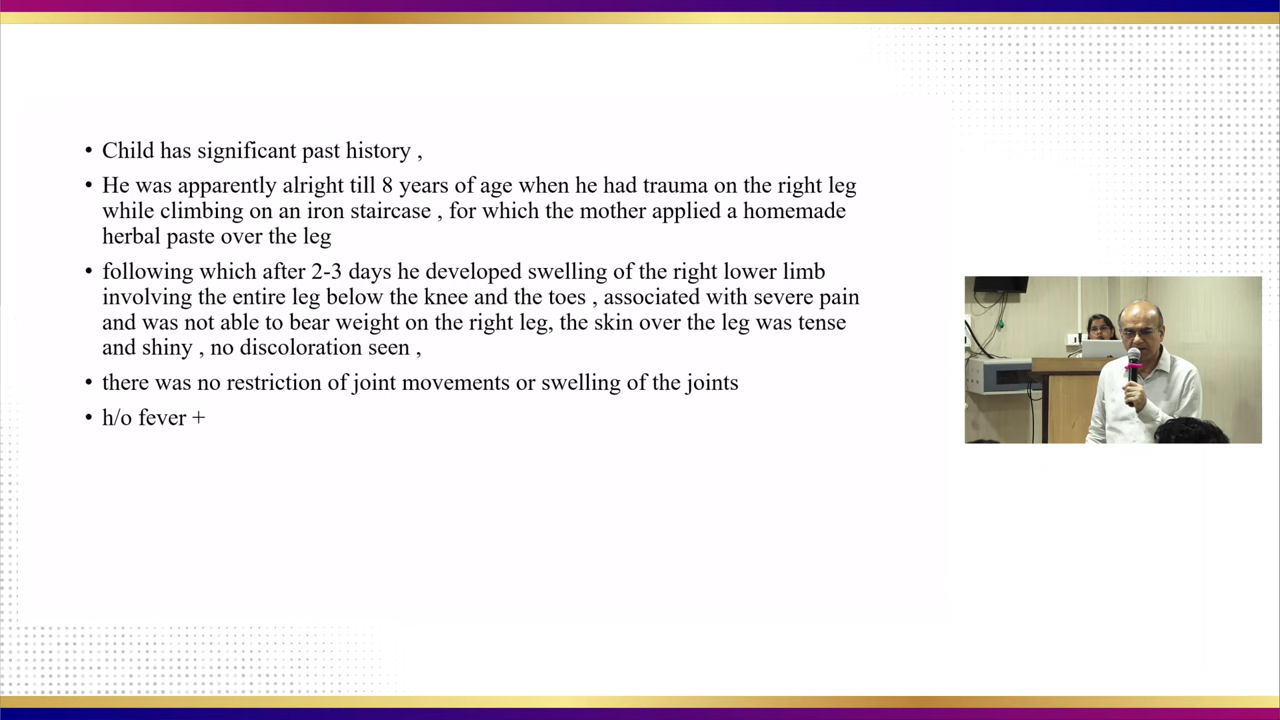 • Child has significant past history ,
• He was apparently alright till 8 years of age when he had trauma on the right leg
while climbing on an iron staircase , for which the mother applied a homemade
herbal paste over the leg
• following which after 2-3 days he developed swelling of the right lower limb
involving the entire leg below the knee and the toes , associated with severe pain
and was not able to bear weight on the right leg, the skin over the leg was tense
and shiny , no discoloration seen ,
• there was no restriction of joint movements or swelling of the joints
• h/o fever +